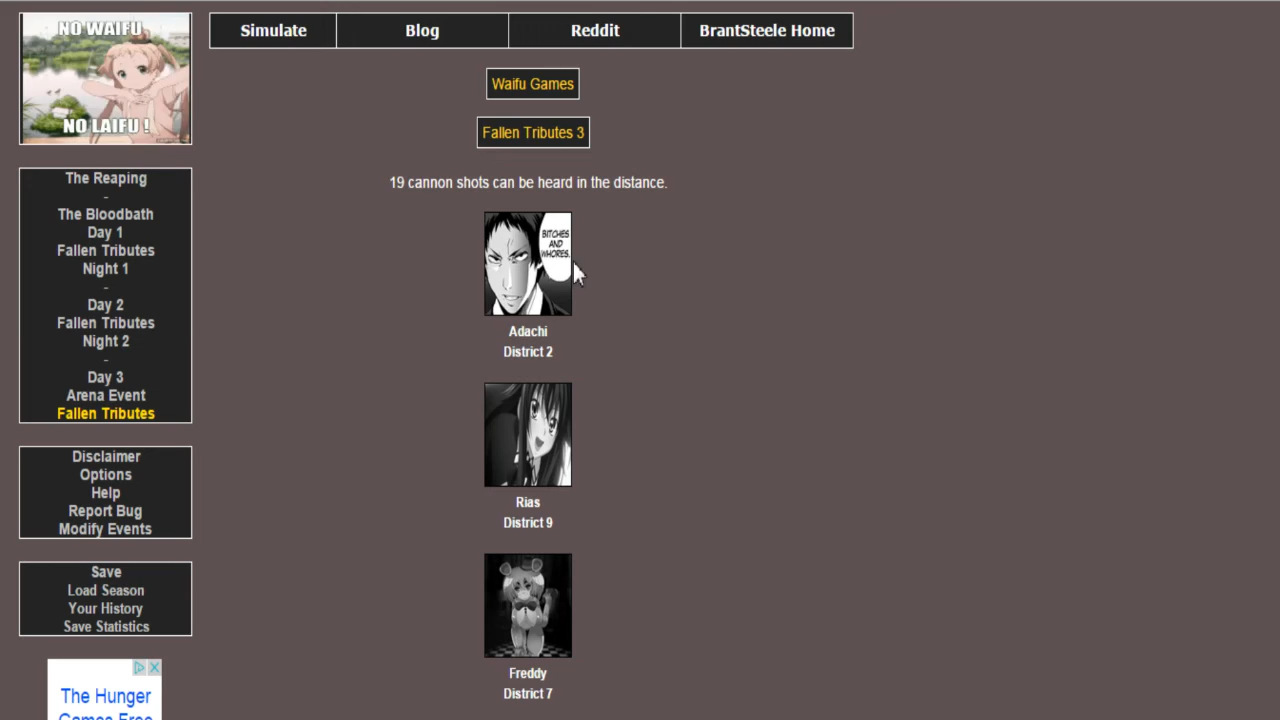 NO WAIFU
NO LAIFU !
Simulate
Blog
Reddit
BrantSteele Home
Waifu Games
Fallen Tributes 3
19 cannon shots can be heard in the distance.
BITCHES
AND
WHORES.
Adachi
District 2
Rias
District 9
Freddy
District 7
The Reaping
-
The Bloodbath
Day 1
Fallen Tributes
Night 1
-
Day 2
Fallen Tributes
Night 2
-
Day 3
Arena Event
Fallen Tributes
Disclaimer
Options
Help
Report Bug
Modify Events
Save
Load Season
Your History
Save Statistics
The Hunger
Games Free